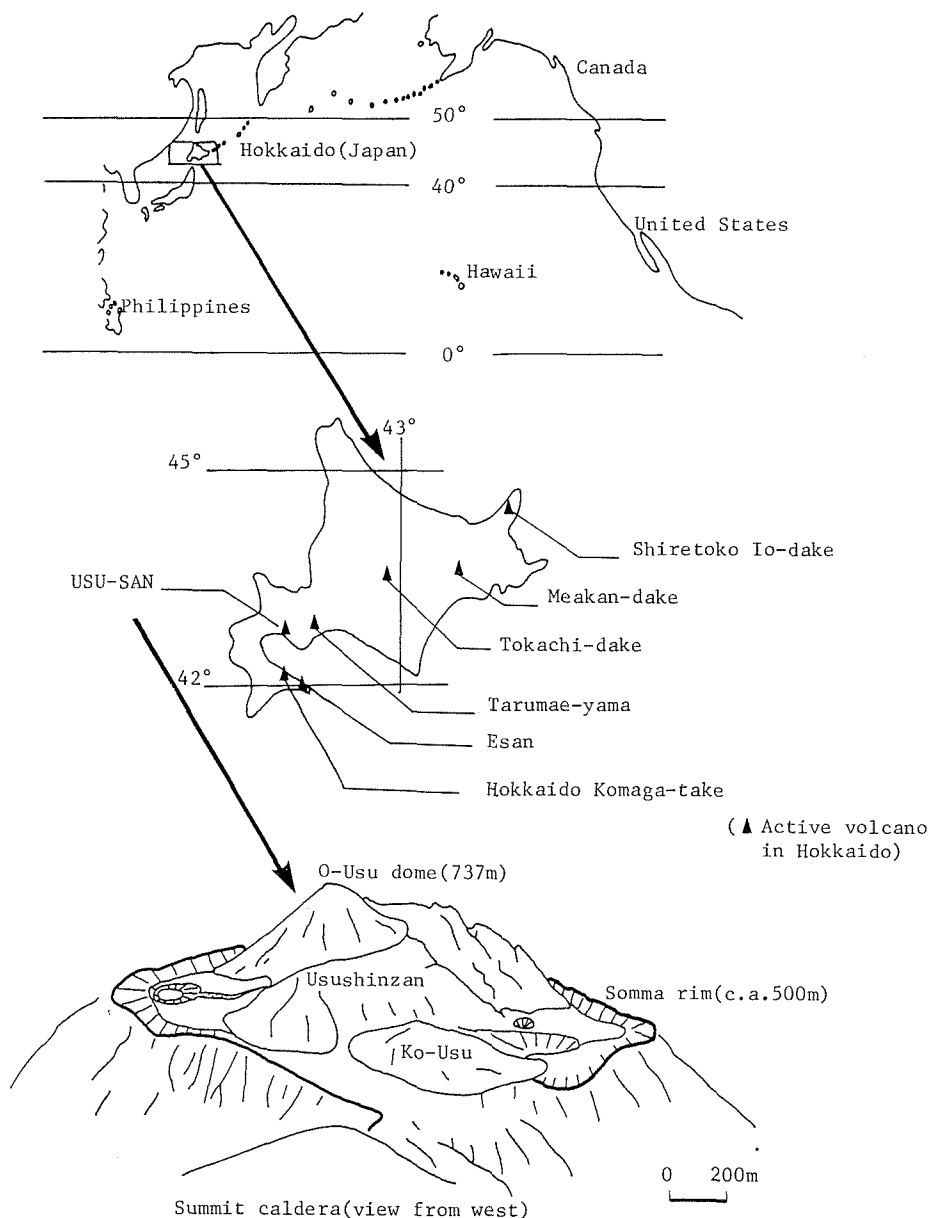 Canada
50°
Hokkaido(Japan)
40°
United States
Hawaii
Philippines
0°
43°
45°
Shiretoko Io-dake
USU-SAN
Meakan-dake
Tokachi-dake
42°
Tarumae-yama
Esan
Hokkaido Komaga-take
(▲ Active volcano
in Hokkaido)
O-Usu dome(737m)
Usushinzan
Somma rim(c.a.500m)
Ko-Usu
0 200m
Summit caldera(view from west)